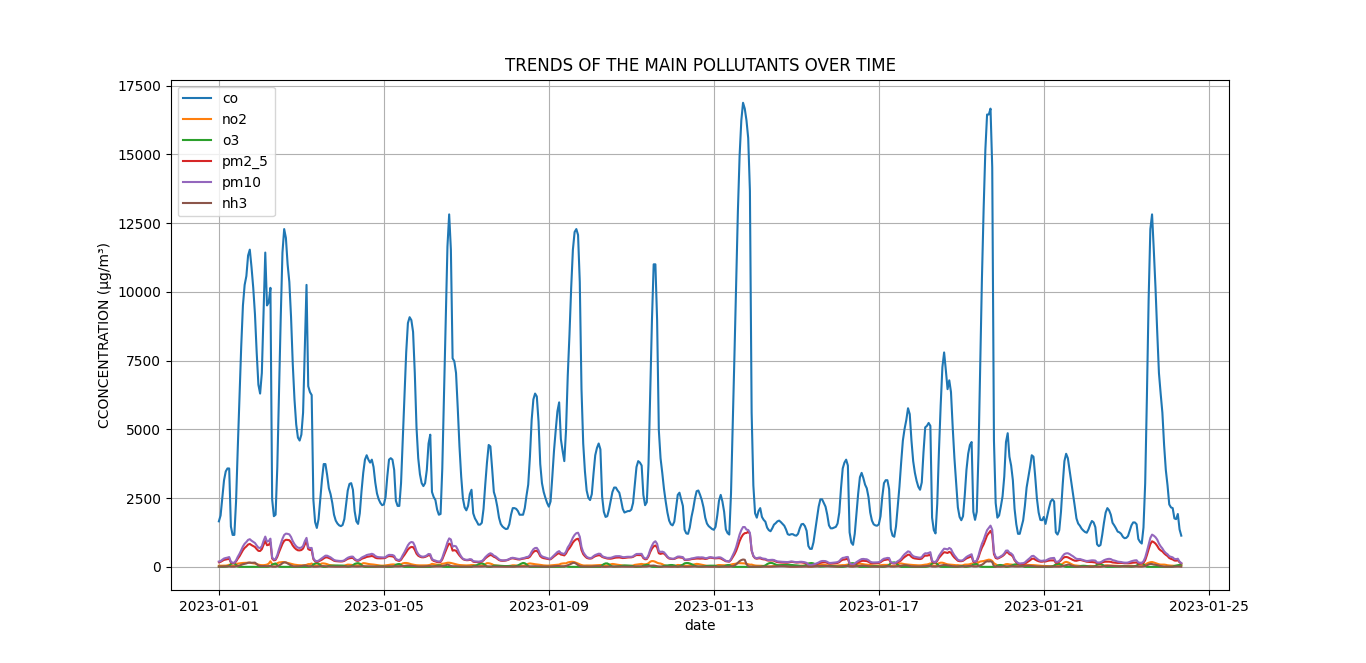 TRENDS OF THE MAIN POLLUTANTS OVER TIME
17500
15000
12500
10000
7500
5000
2500
0
CCONCENTRATION (µg/m³)
co
no2
o3
pm2_5
pm10
nh3
2023-01-01 2023-01-05 2023-01-09 2023-01-13 2023-01-17 2023-01-21 2023-01-25
date